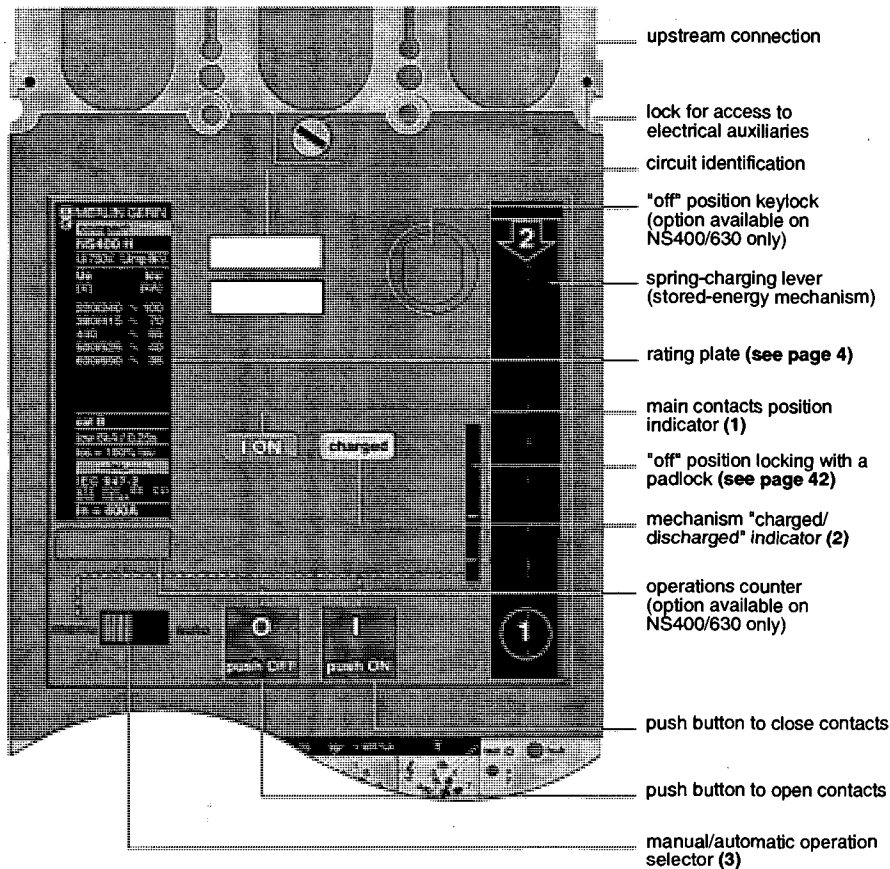 upstream connection
lock for access to
electrical auxiliaries
circuit identification
"off" position keylock
(option available on
NS400/630 only)
spring-charging lever
(stored-energy mechanism)
rating plate (see page 4)
main contacts position
indicator (1)
"off" position locking with a
padlock (see page 42)
mechanism "charged/
discharged" indicator (2)
operations counter
(option available on
NS400/630 only)
push button to close contacts
push button to open contacts
manual/automatic operation
selector (3)
MERLIN GERIN
NS400 H
2
I ON
charged
auto
O
push OFF
I
push ON
1